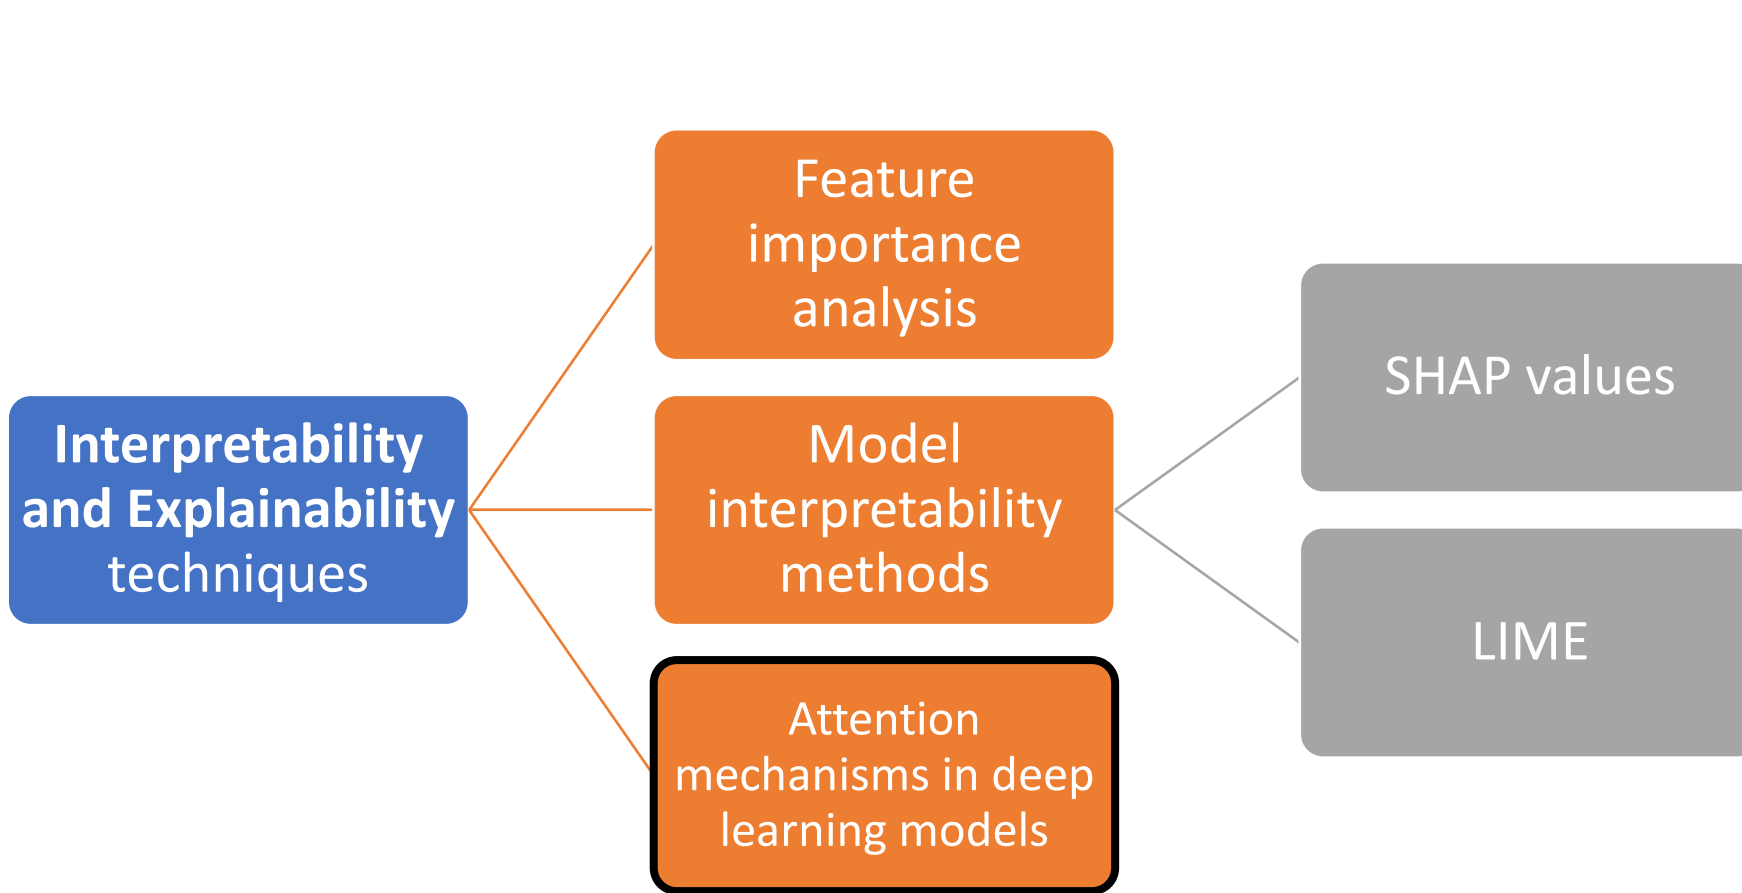 Interpretability
and Explainability
techniques
Feature
importance
analysis
Model
interpretability
methods
Attention
mechanisms in deep
learning models
SHAP values
LIME